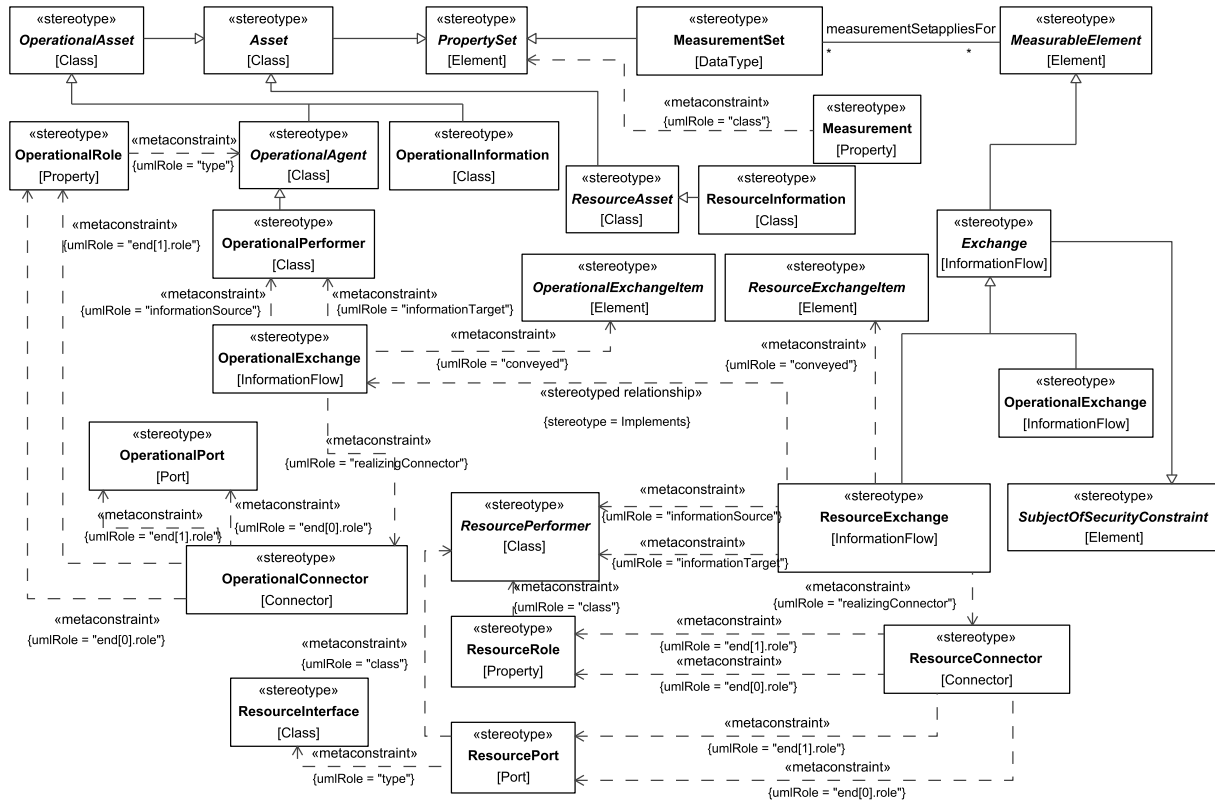 «stereotype»
OperationalAsset
[Class]
«stereotype»
Asset
[Class]
«stereotype»
PropertySet
[Element]
«stereotype»
MeasurementSet
[DataType]
measurementSetappliesFor
*
*
«stereotype»
MeasurableElement
[Element]
«metaconstraint»
{umlRole = "class"}
«stereotype»
Measurement
[Property]
«stereotype»
OperationalRole
[Property]
«metaconstraint»
{umlRole = "type"}
«stereotype»
OperationalAgent
[Class]
«stereotype»
OperationalInformation
[Class]
«stereotype»
ResourceAsset
[Class]
«stereotype»
ResourceInformation
[Class]
«metaconstraint»
{umlRole = "end[1].role"}
«stereotype»
OperationalPerformer
[Class]
«stereotype»
Exchange
[InformationFlow]
«metaconstraint»
{umlRole = "informationSource"}
«metaconstraint»
{umlRole = "informationTarget"}
«stereotype»
OperationalExchangeItem
[Element]
«stereotype»
ResourceExchangeItem
[Element]
«stereotype»
OperationalExchange
[InformationFlow]
«metaconstraint»
{umlRole = "conveyed"}
«metaconstraint»
{umlRole = "conveyed"}
«stereotyped relationship»
{stereotype = Implements}
«stereotype»
OperationalExchange
[InformationFlow]
«stereotype»
OperationalPort
[Port]
«metaconstraint»
{umlRole = "realizingConnector"}
«metaconstraint»
{umlRole = "end[1].role"}
«metaconstraint»
{umlRole = "end[0].role"}
«stereotype»
ResourcePerformer
[Class]
«metaconstraint»
{umlRole = "informationSource"}
«metaconstraint»
{umlRole = "informationTarget"}
«stereotype»
ResourceExchange
[InformationFlow]
«stereotype»
SubjectOfSecurityConstraint
[Element]
«stereotype»
OperationalConnector
[Connector]
«metaconstraint»
{umlRole = "end[0].role"}
«metaconstraint»
{umlRole = "class"}
«metaconstraint»
{umlRole = "realizingConnector"}
«metaconstraint»
{umlRole = "class"}
«stereotype»
ResourceRole
[Property]
«metaconstraint»
{umlRole = "end[1].role"}
«metaconstraint»
{umlRole = "end[0].role"}
«stereotype»
ResourceConnector
[Connector]
«stereotype»
ResourceInterface
[Class]
«metaconstraint»
{umlRole = "type"}
«stereotype»
ResourcePort
[Port]
«metaconstraint»
{umlRole = "end[1].role"}
«metaconstraint»
{umlRole = "end[0].role"}